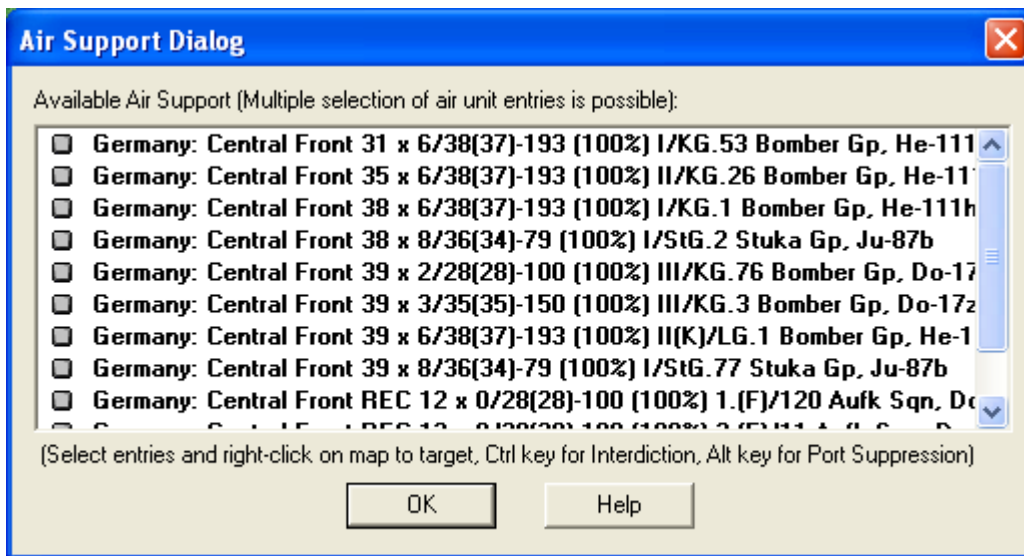 Air Support Dialog
Available Air Support (Multiple selection of air unit entries is possible):
Germany: Central Front 31 x 6/38(37)-193 (100%) I/KG.53 Bomber Gp, He-111
Germany: Central Front 35 x 6/38(37)-193 (100%) II/KG.26 Bomber Gp, He-11
Germany: Central Front 38 x 6/38(37)-193 (100%) I/KG.1 Bomber Gp, He-111h
Germany: Central Front 38 x 8/36(34)-79 (100%) I/StG.2 Stuka Gp, Ju-87b
Germany: Central Front 39 x 2/28(28)-100 (100%) III/KG.76 Bomber Gp, Do-17
Germany: Central Front 39 x 3/35(35)-150 (100%) III/KG.3 Bomber Gp, Do-17z
Germany: Central Front 39 x 6/38(37)-193 (100%) II(K)/LG.1 Bomber Gp, He-1
Germany: Central Front 39 x 8/36(34)-79 (100%) I/StG.77 Stuka Gp, Ju-87b
Germany: Central Front REC 12 x 0/28(28)-100 (100%) 1.(F)/120 Aufk Sqn, Do
(Select entries and right-click on map to target, Ctrl key for Interdiction, Alt key for Port Suppression)
OK Help